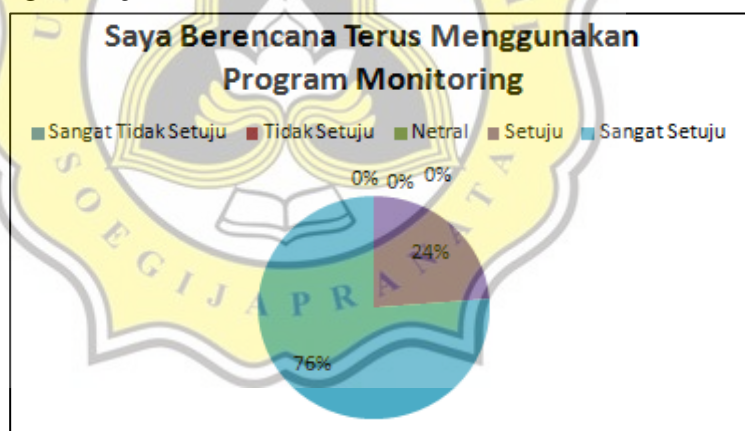 Saya Berencana Terus Menggunakan
Program Monitoring
Sangat Tidak Setuju Tidak Setuju Netral Setuju Sangat Setuju
0% 0% 0%
24%
76%
SOEGIJAPRANATA